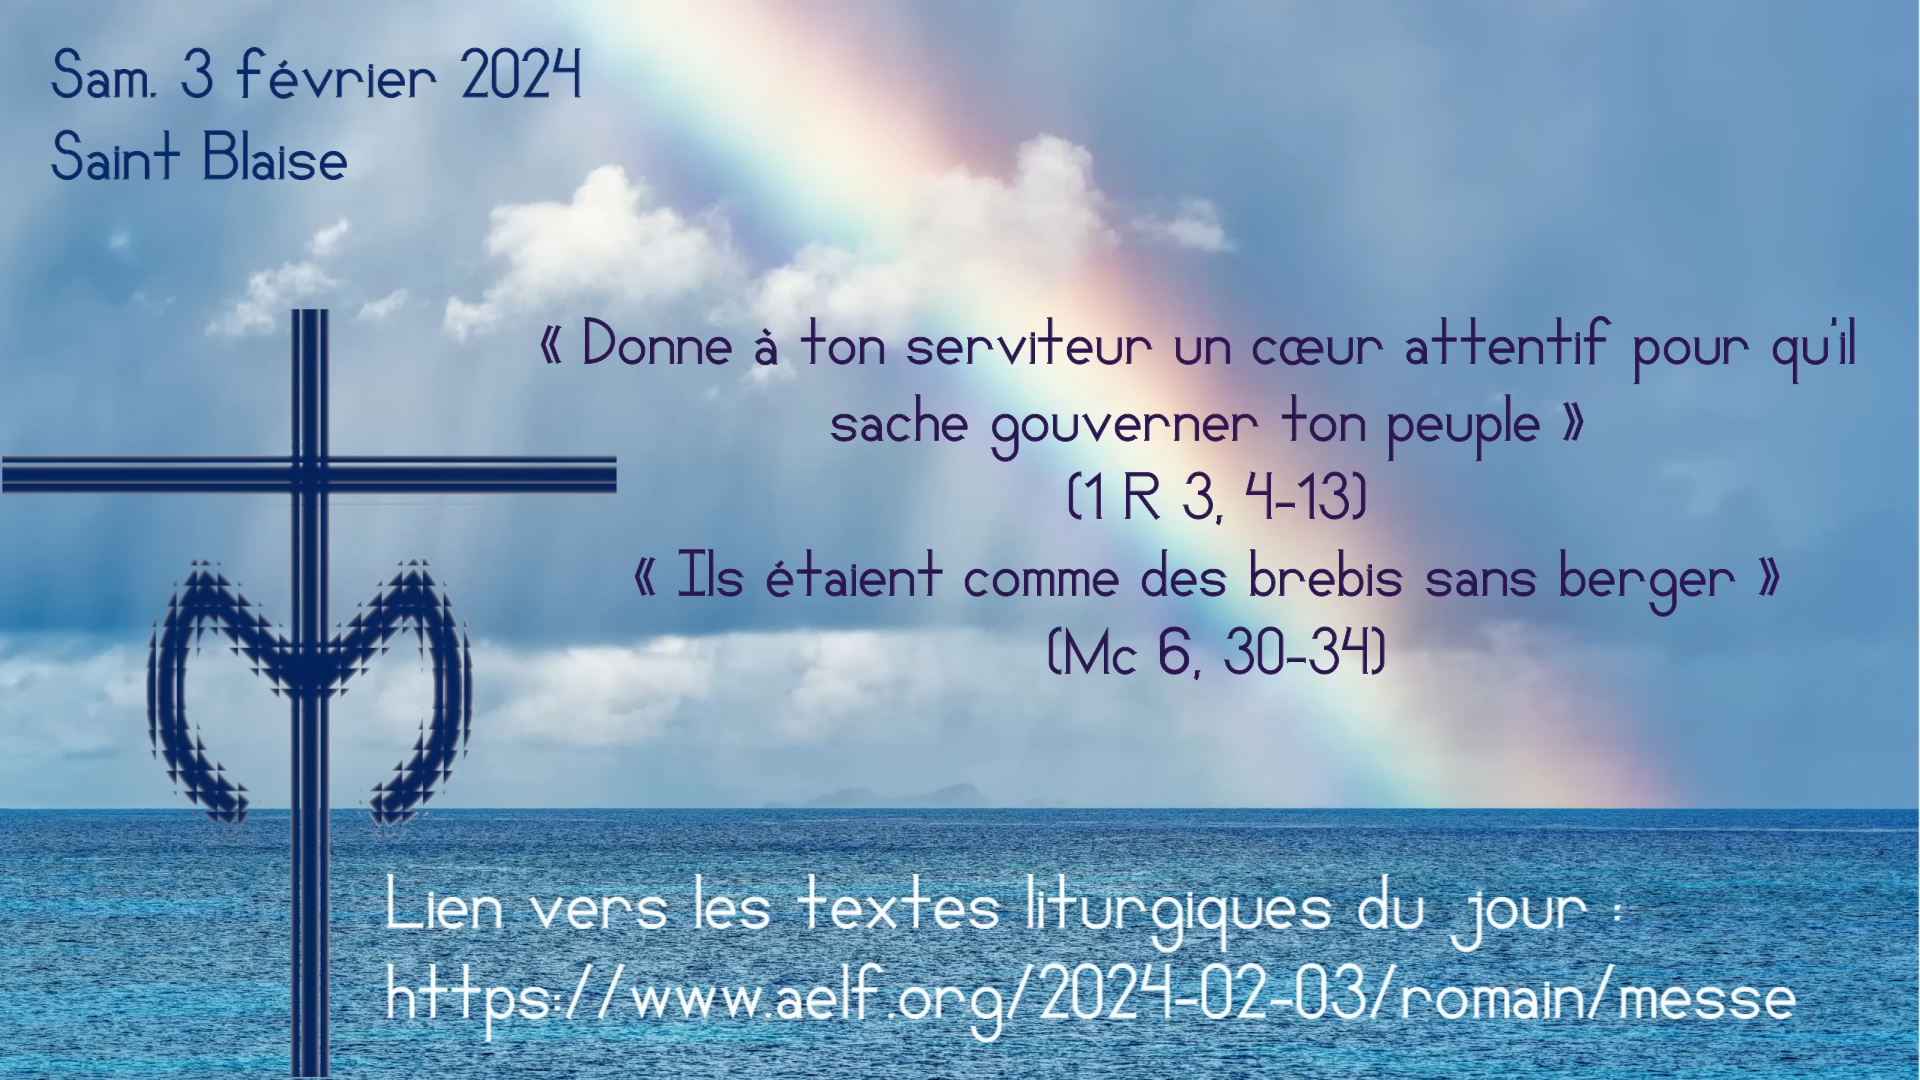 Sam. 3 février 2024
Saint Blaise
« Donne à ton serviteur un cœur attentif pour qu'il
sache gouverner ton peuple »
(1 R 3, 4-13)
« Ils étaient comme des brebis sans berger »
(Mc 6, 30-34)
Lien vers les textes liturgiques du jour :
https://www.aelf.org/2024-02-03/romain/messe